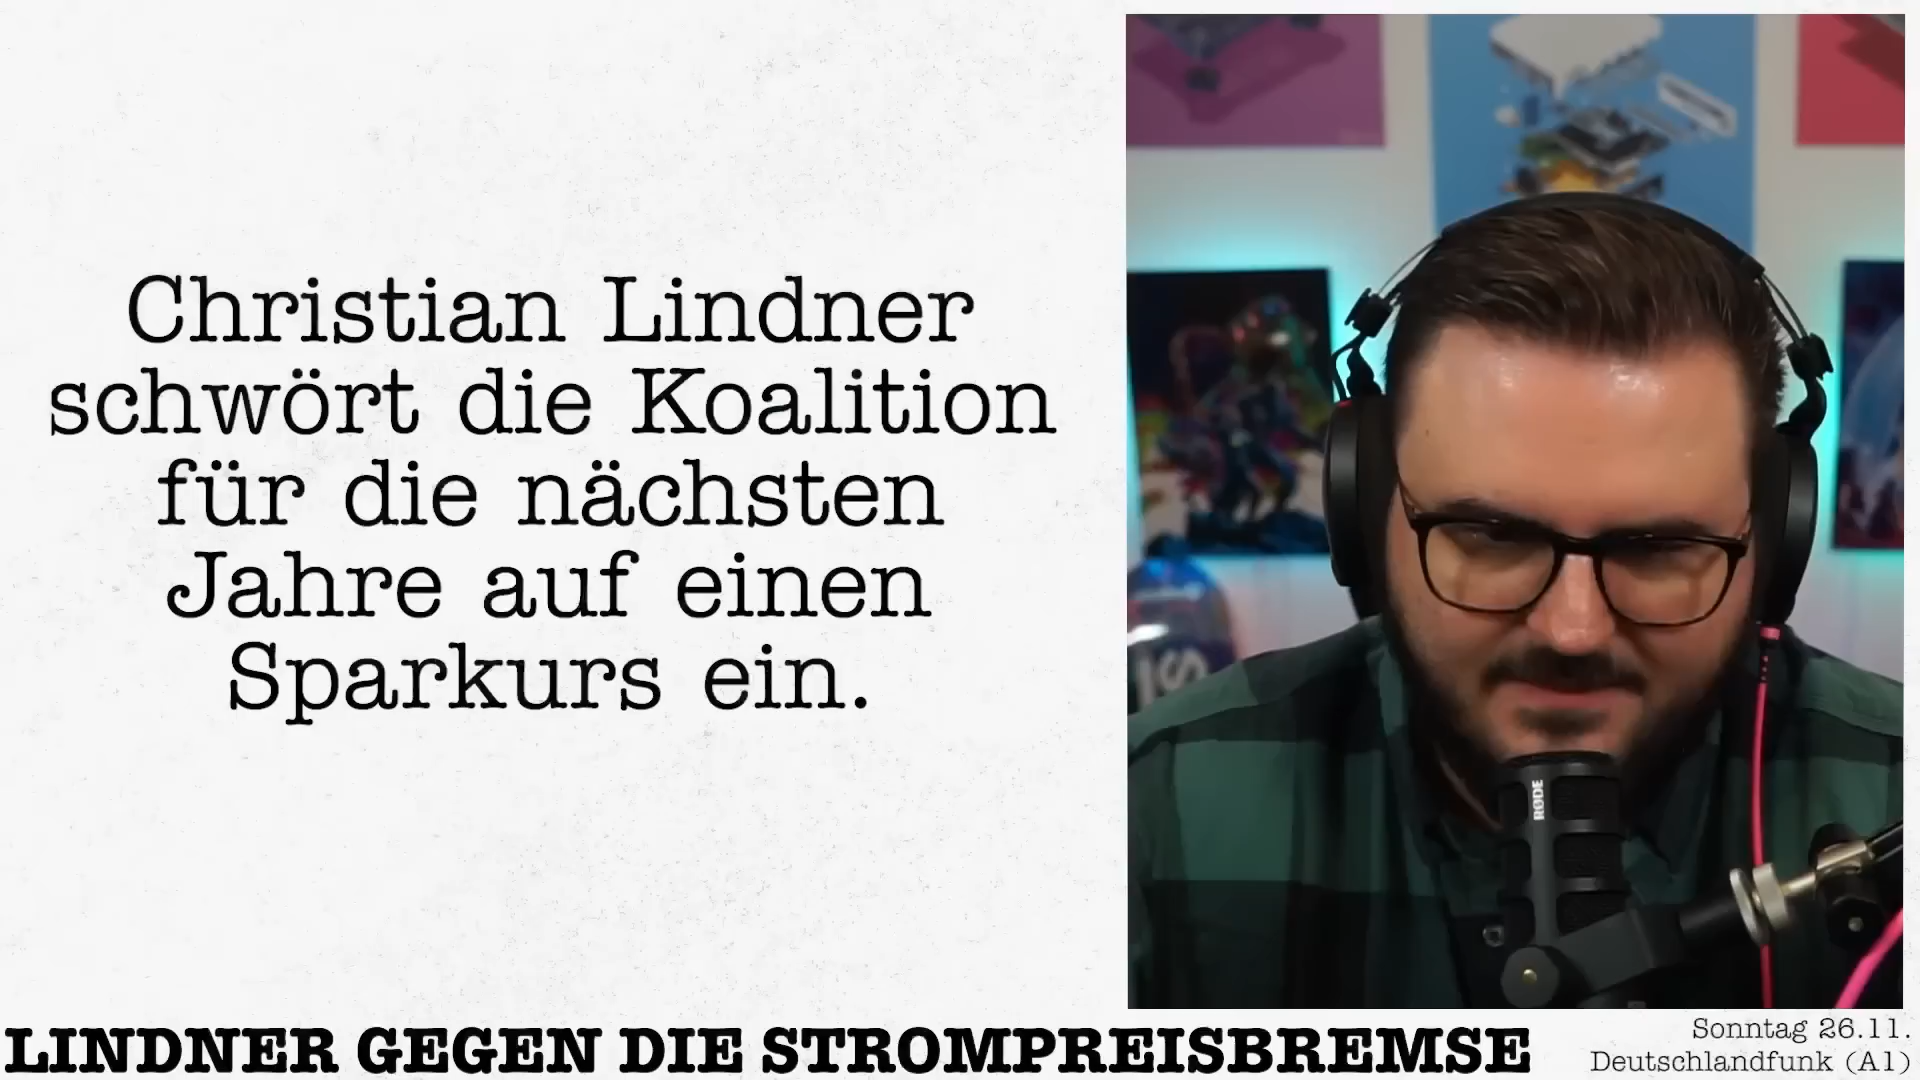 Christian Lindner
schwört die Koalition
für die nächsten
Jahre auf einen
Sparkurs ein.
RØDE
LINDNER GEGEN DIE STROMPREISBREMSE
Sonntag 26.11.
Deutschlandfunk (A1)